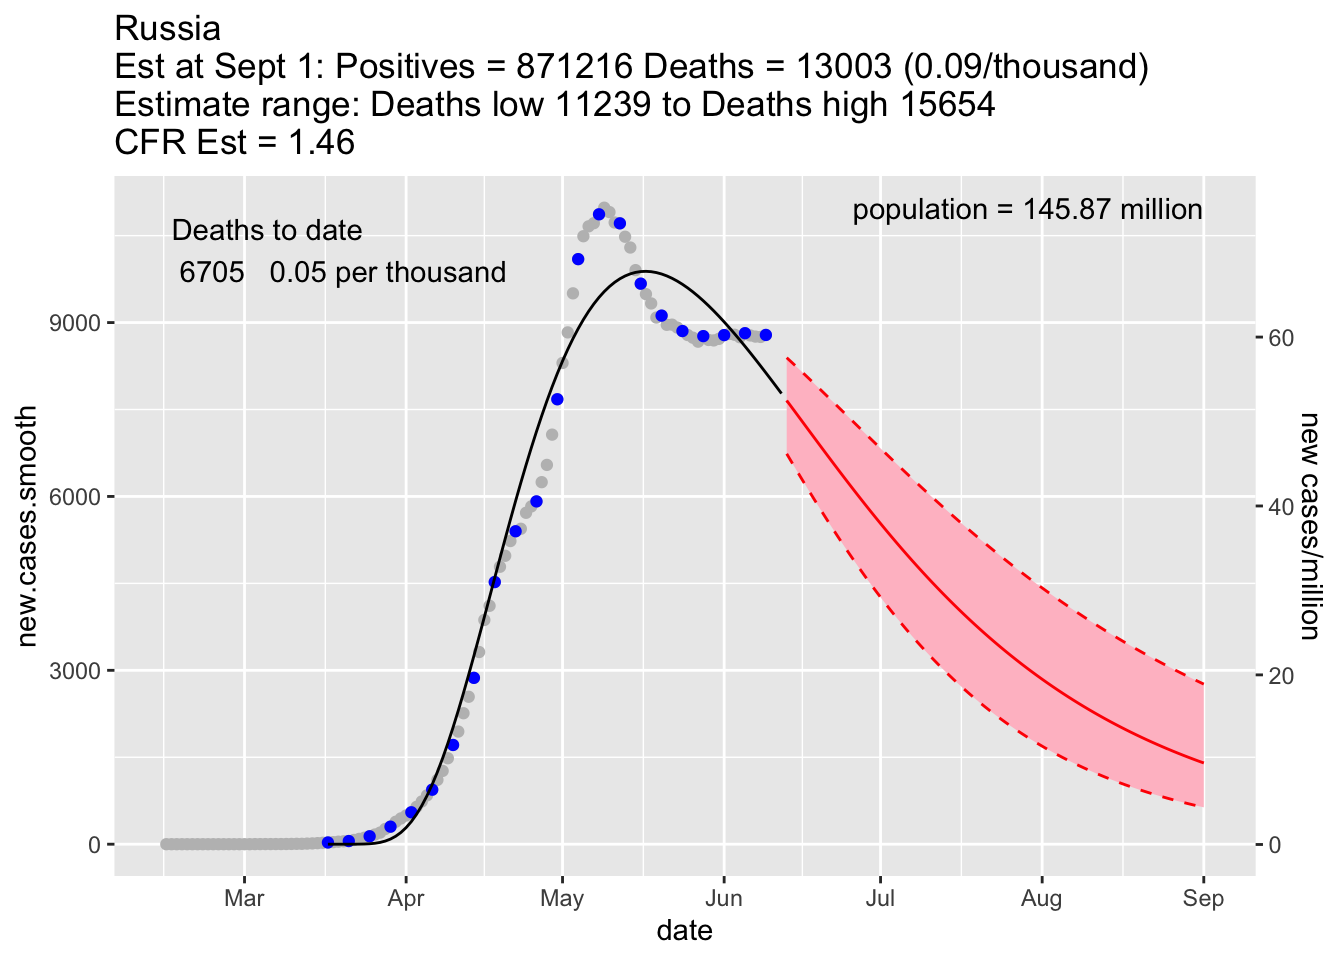 Russia
Est at Sept 1: Positives = 871216 Deaths = 13003 (0.09/thousand)
Estimate range: Deaths low 11239 to Deaths high 15654
CFR Est = 1.46
population = 145.87 million
Deaths to date
6705 0.05 per thousand
new.cases.smooth
9000
6000
3000
0
60
40
20
0
new cases/million
Mar Apr May Jun Jul Aug Sep
date